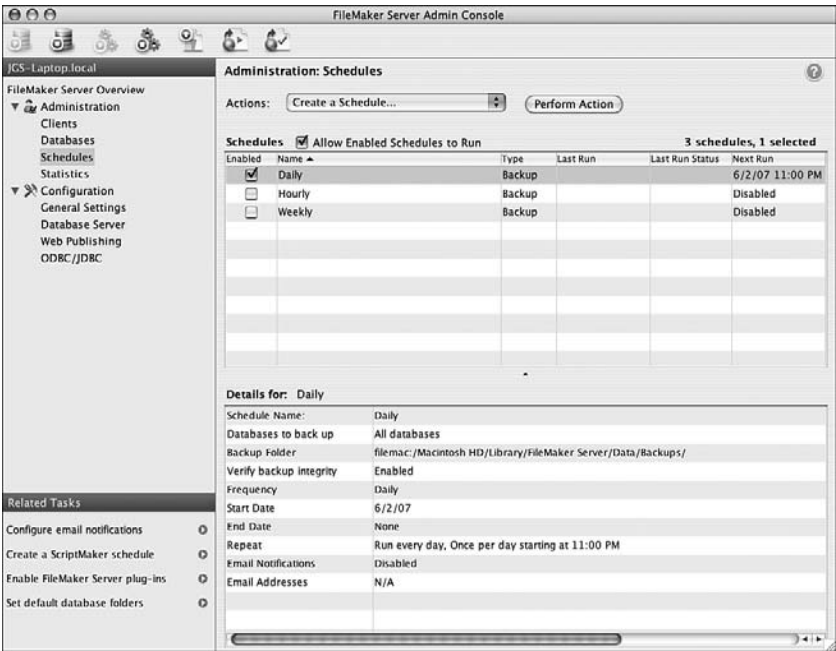 FileMaker Server Admin Console
JGS-Laptop.local
FileMaker Server Overview
Administration
Clients
Databases
Schedules
Statistics
Configuration
General Settings
Database Server
Web Publishing
ODBC/JDBC
Related Tasks
Configure email notifications
Create a ScriptMaker schedule
Enable FileMaker Server plug-ins
Set default database folders
Administration: Schedules
?
Actions: Create a Schedule... Perform Action
Schedules Allow Enabled Schedules to Run 3 schedules, 1 selected
Enabled Name Type Last Run Last Run Status Next Run
Daily Backup 6/2/07 11:00 PM
Hourly Backup Disabled
Weekly Backup Disabled
Details for: Daily
Schedule Name: Daily
Databases to back up All databases
Backup Folder filemac:/Macintosh HD/Library/FileMaker Server/Data/Backups/
Verify backup integrity Enabled
Frequency Daily
Start Date 6/2/07
End Date None
Repeat Run every day, Once per day starting at 11:00 PM
Email Notifications Disabled
Email Addresses N/A